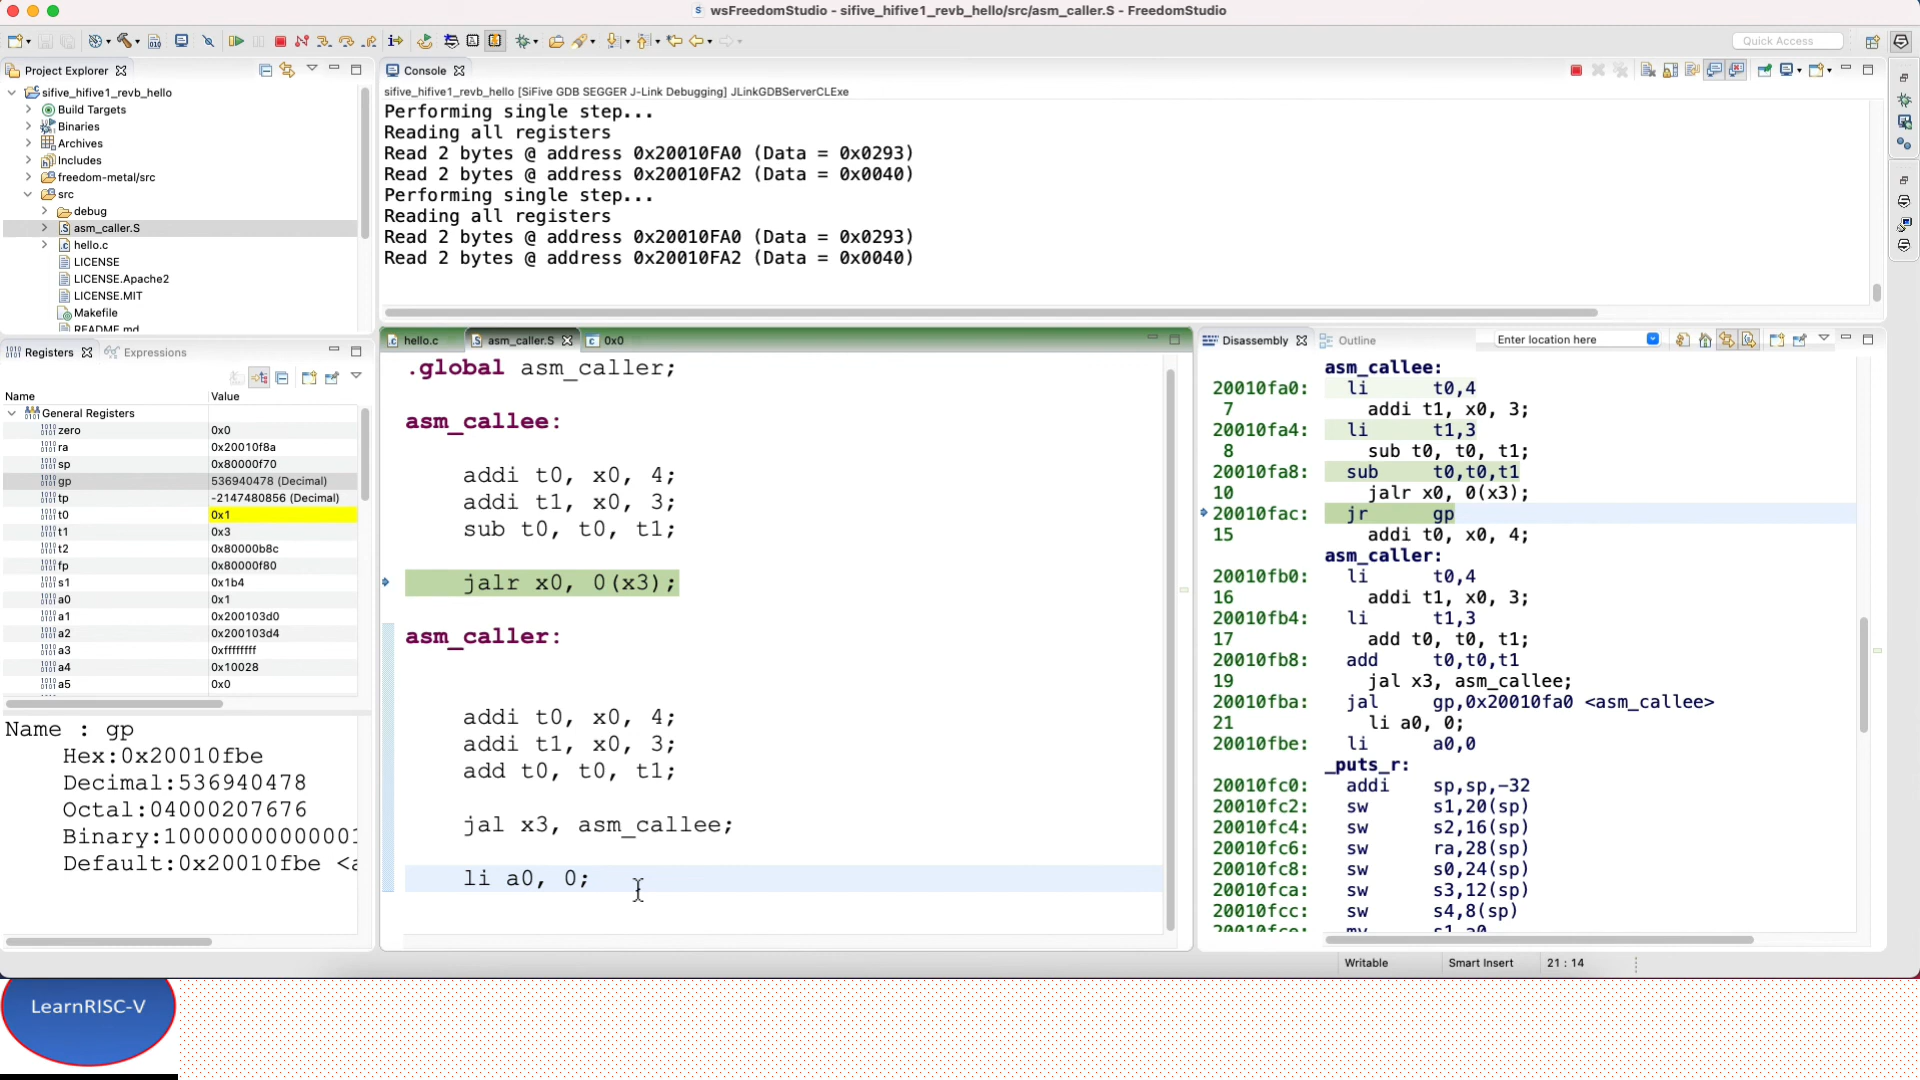 wsFreedomStudio - sifive_hifive1_revb_hello/src/asm_caller.S - FreedomStudio
Quick Access
Project Explorer
sifive_hifive1_revb_hello
Build Targets
Binaries
Archives
Includes
freedom-metal/src
src
debug
asm_caller.S
hello.c
LICENSE
LICENSE.Apache2
LICENSE.MIT
Makefile
README.md
Console
sifive_hifive1_revb_hello [SiFive GDB SEGGER J-Link Debugging] JLinkGDBServerCLExe
Performing single step...
Reading all registers
Read 2 bytes @ address 0x20010FA0 (Data = 0x0293)
Read 2 bytes @ address 0x20010FA2 (Data = 0x0040)
Performing single step...
Reading all registers
Read 2 bytes @ address 0x20010FA0 (Data = 0x0293)
Read 2 bytes @ address 0x20010FA2 (Data = 0x0040)
Registers Expressions
Name Value
General Registers
zero 0x0
ra 0x20010f8a
sp 0x80000f70
gp 536940478 (Decimal)
tp -2147480856 (Decimal)
t0 0x1
t1 0x3
t2 0x80000b8c
fp 0x80000f80
s1 0x1b4
a0 0x1
a1 0x200103d0
a2 0x200103d4
a3 0xffffffff
a4 0x10028
a5 0x0
Name : gp
Hex:0x20010fbe
Decimal:536940478
Octal:04000207676
Binary:10000000000001
Default:0x20010fbe <a
hello.c asm_caller.S 0x0
.global asm_caller;
asm_callee:
addi t0, x0, 4;
addi t1, x0, 3;
sub t0, t0, t1;
jalr x0, 0(x3);
asm_caller:
addi t0, x0, 4;
addi t1, x0, 3;
add t0, t0, t1;
jal x3, asm_callee;
li a0, 0;
Disassembly Outline
Enter location here
asm_callee:
20010fa0: li t0,4
7 addi t1, x0, 3;
20010fa4: li t1,3
8 sub t0, t0, t1;
20010fa8: sub t0,t0,t1
10 jalr x0, 0(x3);
20010fac: jr gp
15 addi t0, x0, 4;
asm_caller:
20010fb0: li t0,4
16 addi t1, x0, 3;
20010fb4: li t1,3
17 add t0, t0, t1;
20010fb8: add t0,t0,t1
19 jal x3, asm_callee;
20010fba: jal gp,0x20010fa0 <asm_callee>
21 li a0, 0;
20010fbe: li a0,0
_puts_r:
20010fc0: addi sp,sp,-32
20010fc2: sw s1,20(sp)
20010fc4: sw s2,16(sp)
20010fc6: sw ra,28(sp)
20010fc8: sw s0,24(sp)
20010fca: sw s3,12(sp)
20010fcc: sw s4,8(sp)
20010fce: mv s1,a0
Writable Smart Insert 21 : 14
LearnRISC-V